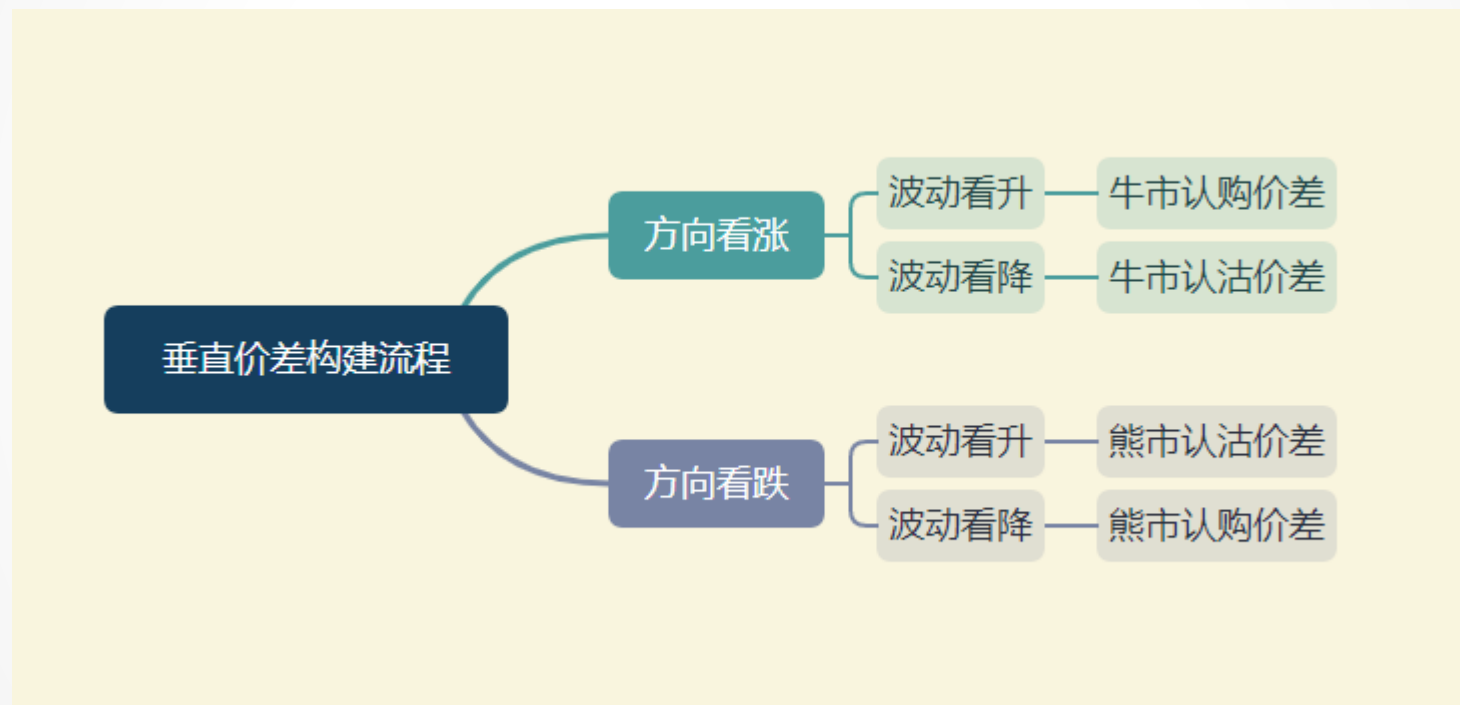 垂直价差构建流程
方向看涨
波动看升
牛市认购价差
波动看降
牛市认沽价差
方向看跌
波动看升
熊市认沽价差
波动看降
熊市认购价差